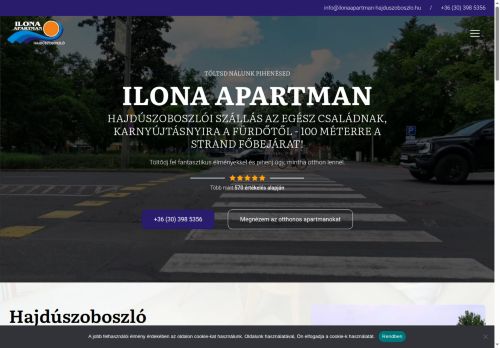 info@ilonaapartman-hajduszoboszlo.hu / +36 (30) 398 5356
ILONA
APARTMAN
HAJDÚSZOBOSZLÓ
TÖLTSD NÁLUNK PIHENÉSED
ILONA APARTMAN
HAJDÚSZOBOSZLÓI SZÁLLÁS AZ EGÉSZ CSALÁDNAK,
KARNYÚJTÁSNYIRA A FÜRDŐTŐL - 100 MÉTERRE A
STRAND FŐBEJÁRAT!
Töltődj fel fantasztikus élményekkel és pihenj úgy, mintha otthon lennél.
Több mint 570 értékelés alapján
+36 (30) 398 5356
Megnézem az otthonos apartmanokat
Hajdúszoboszló
A jobb felhasználói élmény érdekében az oldalon cookie-kat használunk. Oldalunk használatával, Ön elfogadja a cookie-k használatát. Rendben